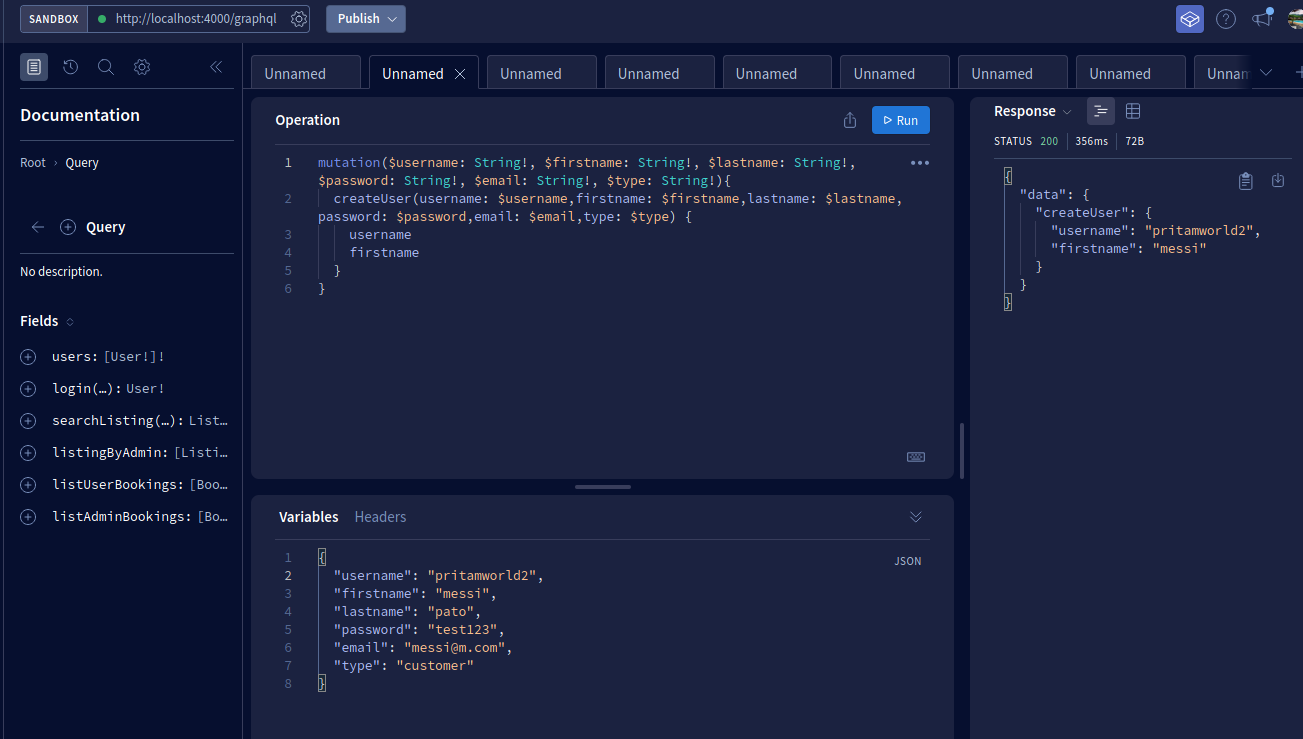 SANDBOX http://localhost:4000/graphql Publish
Documentation
Root › Query
Query
No description.
Fields
users: [User!]!
login(…): User!
searchListing(…): List…
listingByAdmin: [Listi…
listUserBookings: [Boo…
listAdminBookings: [Bo…
Unnamed Unnamed Unnamed Unnamed Unnamed Unnamed Unnamed Unnamed Unnam
Operation Run
1 mutation($username: String!, $firstname: String!, $lastname: String!,
$password: String!, $email: String!, $type: String!){
2 createUser(username: $username,firstname: $firstname,lastname: $lastname,
password: $password,email: $email,type: $type) {
3 username
4 firstname
5 }
6 }
Variables Headers
JSON
1 {
2 "username": "pritamworld2",
3 "firstname": "messi",
4 "lastname": "pato",
5 "password": "test123",
6 "email": "messi@m.com",
7 "type": "customer"
8 }
Response
STATUS 200 356ms 72B
{
"data": {
"createUser": {
"username": "pritamworld2",
"firstname": "messi"
}
}
}